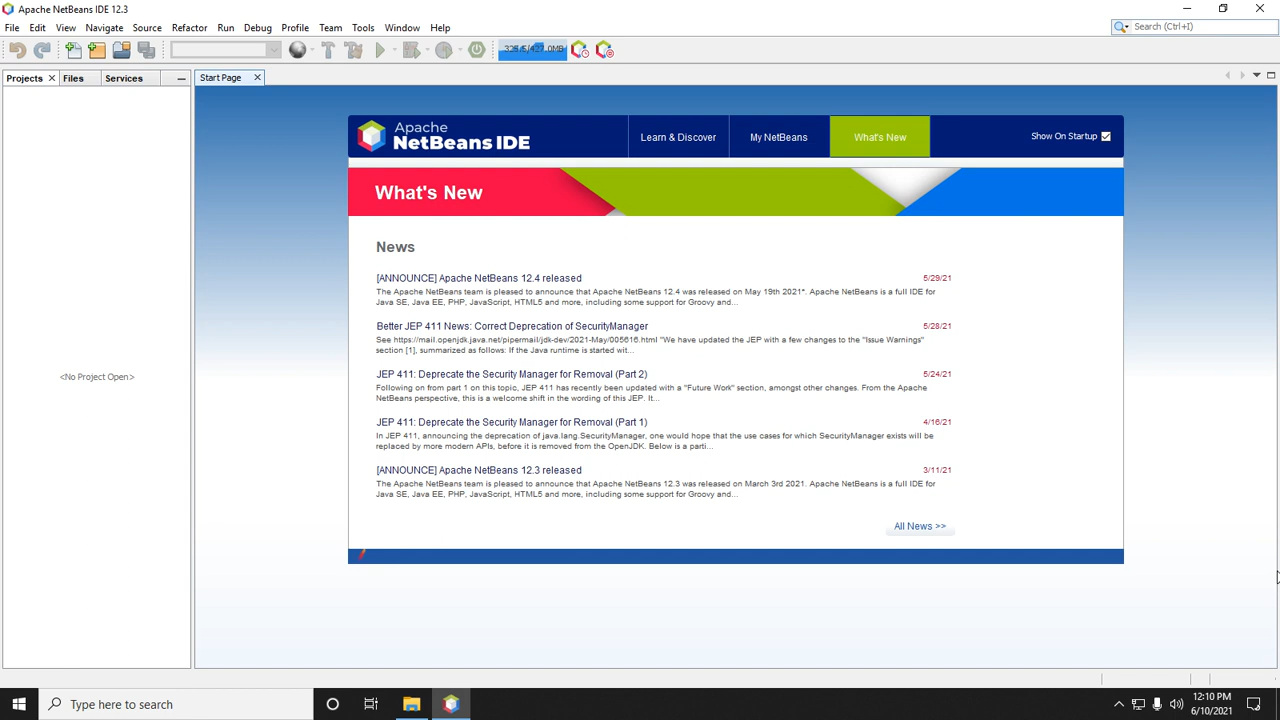 Apache NetBeans IDE 12.3
File Edit View Navigate Source Refactor Run Debug Profile Team Tools Window Help
Search (Ctrl+I)
Projects Files Services
Start Page
Apache
NetBeans IDE
Learn & Discover
My NetBeans
What's New
Show On Startup
What's New
News
[ANNOUNCE] Apache NetBeans 12.4 released 5/29/21
The Apache NetBeans team is pleased to announce that Apache NetBeans 12.4 was released on May 19th 2021*. Apache NetBeans is a full IDE for
Java SE, Java EE, PHP, JavaScript, HTML5 and more, including some support for Groovy and...
Better JEP 411 News: Correct Deprecation of SecurityManager 5/28/21
See https://mail.openjdk.java.net/pipermail/jdk-dev/2021-May/005616.html "We have updated the JEP with a few changes to the "Issue Warnings"
section [1], summarized as follows: If the Java runtime is started wit...
JEP 411: Deprecate the Security Manager for Removal (Part 2) 5/24/21
Following on from part 1 on this topic, JEP 411 has recently been updated with a "Future Work" section, amongst other changes. From the Apache
NetBeans perspective, this is a welcome shift in the wording of this JEP. It...
JEP 411: Deprecate the Security Manager for Removal (Part 1) 4/16/21
In JEP 411, announcing the deprecation of java.lang.SecurityManager, one would hope that the use cases for which SecurityManager exists will be
replaced by more modern APIs, before it is removed from the OpenJDK. Below is a parti...
[ANNOUNCE] Apache NetBeans 12.3 released 3/11/21
The Apache NetBeans team is pleased to announce that Apache NetBeans 12.3 was released on March 3rd 2021. Apache NetBeans is a full IDE for
Java SE, Java EE, PHP, JavaScript, HTML5 and more, including some support for Groovy and...
All News >>
<No Project Open>
Type here to search
12:10 PM
6/10/2021